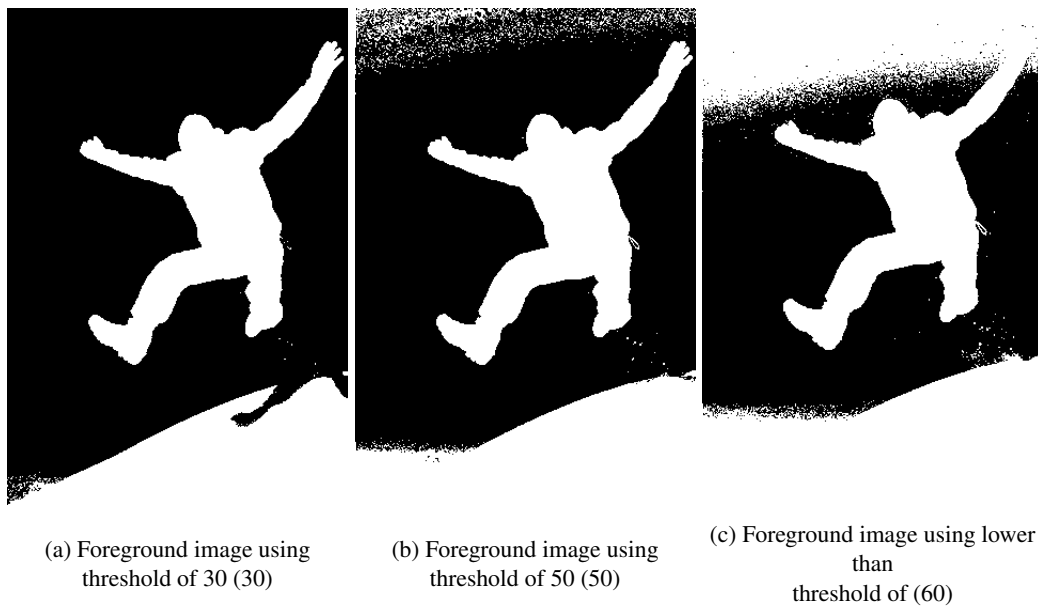 (a) Foreground image using
threshold of 30 (30)
(b) Foreground image using
threshold of 50 (50)
(c) Foreground image using lower
than
threshold of (60)